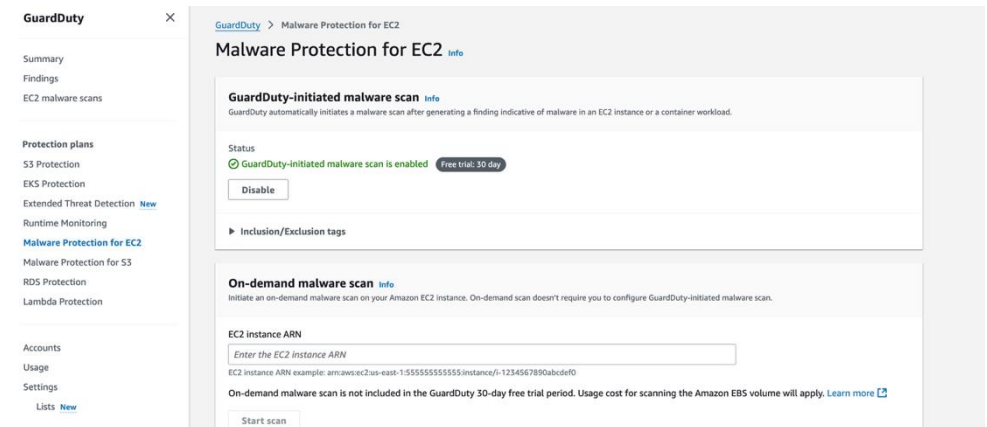 GuardDuty
Summary
Findings
EC2 malware scans
Protection plans
S3 Protection
EKS Protection
Extended Threat Detection New
Runtime Monitoring
Malware Protection for EC2
Malware Protection for S3
RDS Protection
Lambda Protection
Accounts
Usage
Settings
Lists New
GuardDuty > Malware Protection for EC2
Malware Protection for EC2 Info
GuardDuty-initiated malware scan Info
GuardDuty automatically initiates a malware scan after generating a finding indicative of malware in an EC2 instance or a container workload.
Status
GuardDuty-initiated malware scan is enabled Free trial: 30 day
Disable
Inclusion/Exclusion tags
On-demand malware scan Info
Initiate an on-demand malware scan on your Amazon EC2 instance. On-demand scan doesn't require you to configure GuardDuty-initiated malware scan.
EC2 instance ARN
Enter the EC2 instance ARN
EC2 instance ARN example: arn:aws:ec2:us-east-1:555555555555:instance/i-1234567890abcdef0
On-demand malware scan is not included in the GuardDuty 30-day free trial period. Usage cost for scanning the Amazon EBS volume will apply. Learn more
Start scan